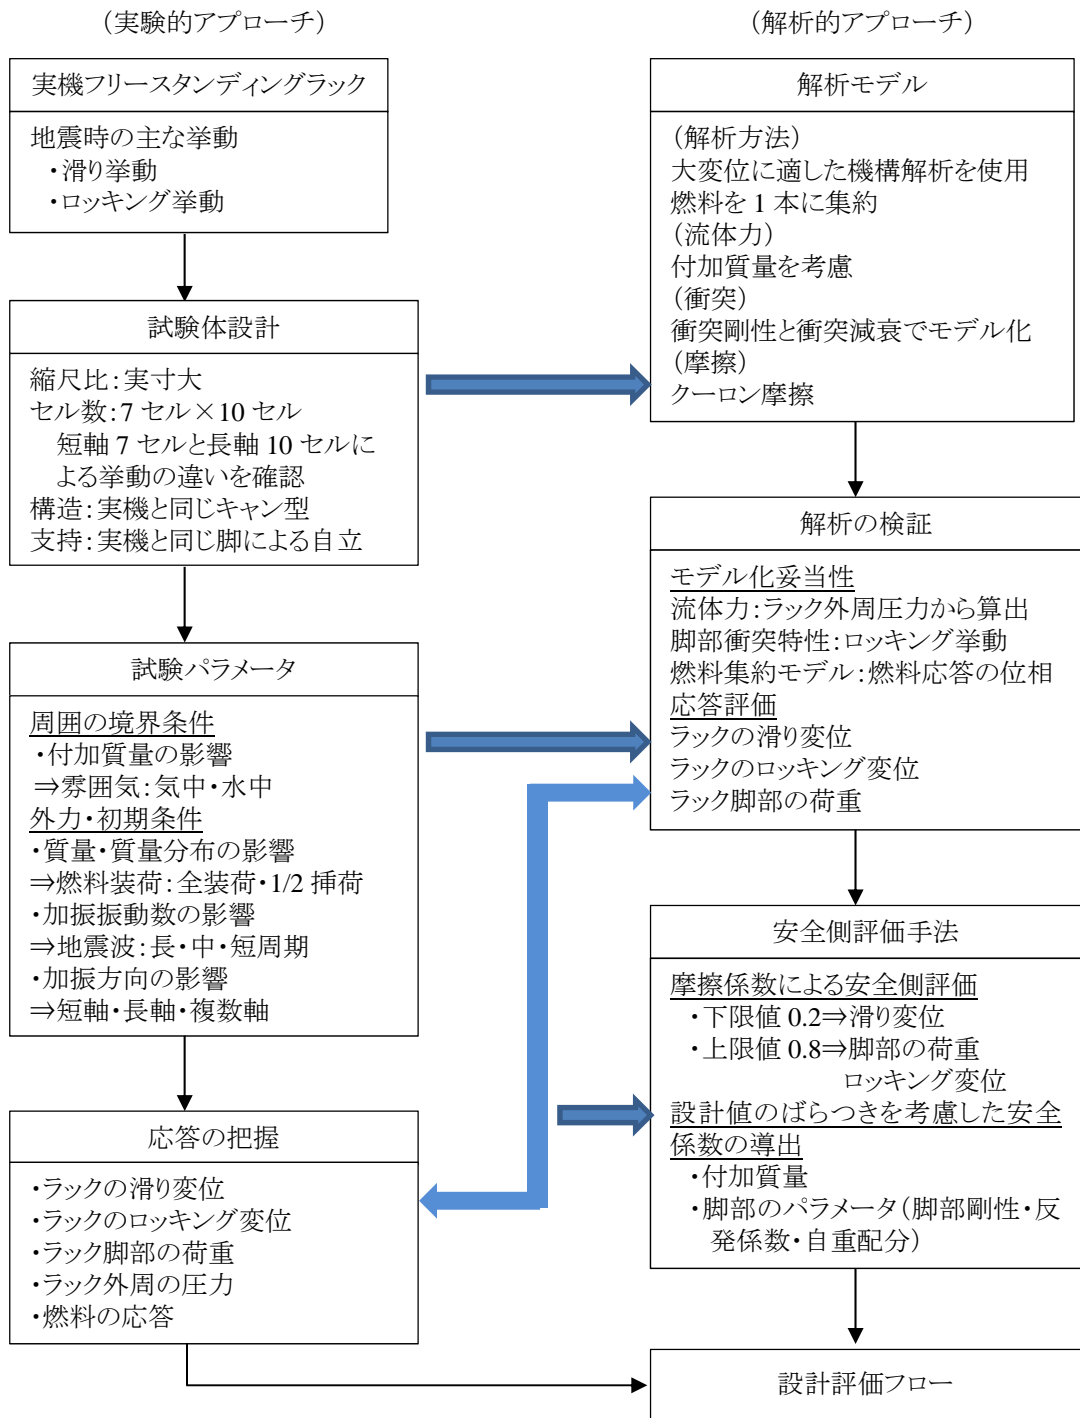 (実験的アプローチ)
実機フリースタンディングラック
地震時の主な挙動
・滑り挙動
・ロッキング挙動
試験体設計
縮尺比：実寸大
セル数：7 セル×10 セル
短軸 7 セルと長軸 10 セルに
よる挙動の違いを確認
構造：実機と同じキャン型
支持：実機と同じ脚による自立
試験パラメータ
周囲の境界条件
・付加質量の影響
⇒雰囲気：気中・水中
外力・初期条件
・質量・質量分布の影響
⇒燃料装荷：全装荷・1/2 挿荷
・加振振動数の影響
⇒地震波：長・中・短周期
・加振方向の影響
⇒短軸・長軸・複数軸
応答の把握
・ラックの滑り変位
・ラックのロッキング変位
・ラック脚部の荷重
・ラック外周の圧力
・燃料の応答
(解析的アプローチ)
解析モデル
(解析方法)
大変位に適した機構解析を使用
燃料を 1 本に集約
(流体力)
付加質量を考慮
(衝突)
衝突剛性と衝突減衰でモデル化
(摩擦)
クーロン摩擦
解析の検証
モデル化妥当性
流体力：ラック外周圧力から算出
脚部衝突特性：ロッキング挙動
燃料集約モデル：燃料応答の位相
応答評価
ラックの滑り変位
ラックのロッキング変位
ラック脚部の荷重
安全側評価手法
摩擦係数による安全側評価
・下限値 0.2⇒滑り変位
・上限値 0.8⇒脚部の荷重
ロッキング変位
設計値のばらつきを考慮した安全
係数の導出
・付加質量
・脚部のパラメータ(脚部剛性・反
発係数・自重配分)
設計評価フロー